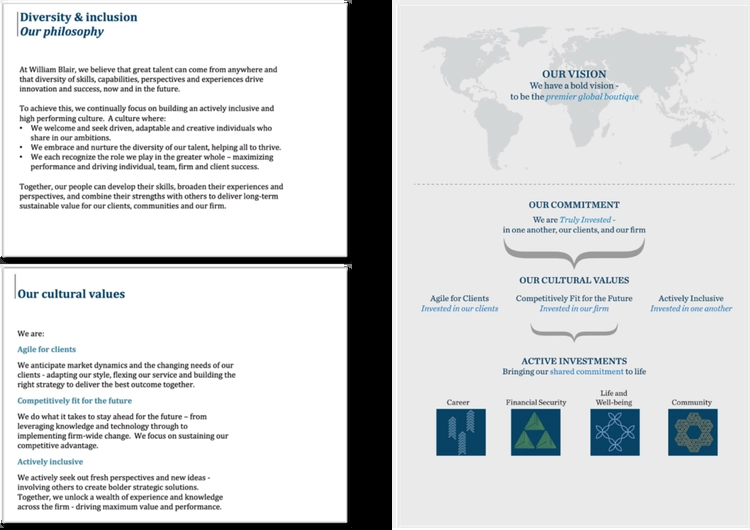 Diversity & inclusion
Our philosophy
At William Blair, we believe that great talent can come from anywhere and
that diversity of skills, capabilities, perspectives and experiences drive
innovation and success, now and in the future.
To achieve this, we continually focus on building an actively inclusive and
high performing culture. A culture where:
• We welcome and seek driven, adaptable and creative individuals who
share in our ambitions.
• We embrace and nurture the diversity of our talent, helping all to thrive.
• We each recognize the role we play in the greater whole – maximizing
performance and driving individual, team, firm and client success.
Together, our people can develop their skills, broaden their experiences and
perspectives, and combine their strengths with others to deliver long-term
sustainable value for our clients, communities and our firm.
Our cultural values
We are:
Agile for clients
We anticipate market dynamics and the changing needs of our
clients - adapting our style, flexing our service and building the
right strategy to deliver the best outcome together.
Competitively fit for the future
We do what it takes to stay ahead for the future – from
leveraging knowledge and technology through to
implementing firm-wide change. We focus on sustaining our
competitive advantage.
Actively inclusive
We actively seek out fresh perspectives and new ideas -
involving others to create bolder strategic solutions.
Together, we unlock a wealth of experience and knowledge
across the firm - driving maximum value and performance.
OUR VISION
We have a bold vision -
to be the premier global boutique
OUR COMMITMENT
We are Truly Invested -
in one another, our clients, and our firm
OUR CULTURAL VALUES
Agile for Clients Competitively Fit for the Future Actively Inclusive
Invested in our clients Invested in our firm Invested in one another
ACTIVE INVESTMENTS
Bringing our shared commitment to life
Career Financial Security Life and Well-being Community